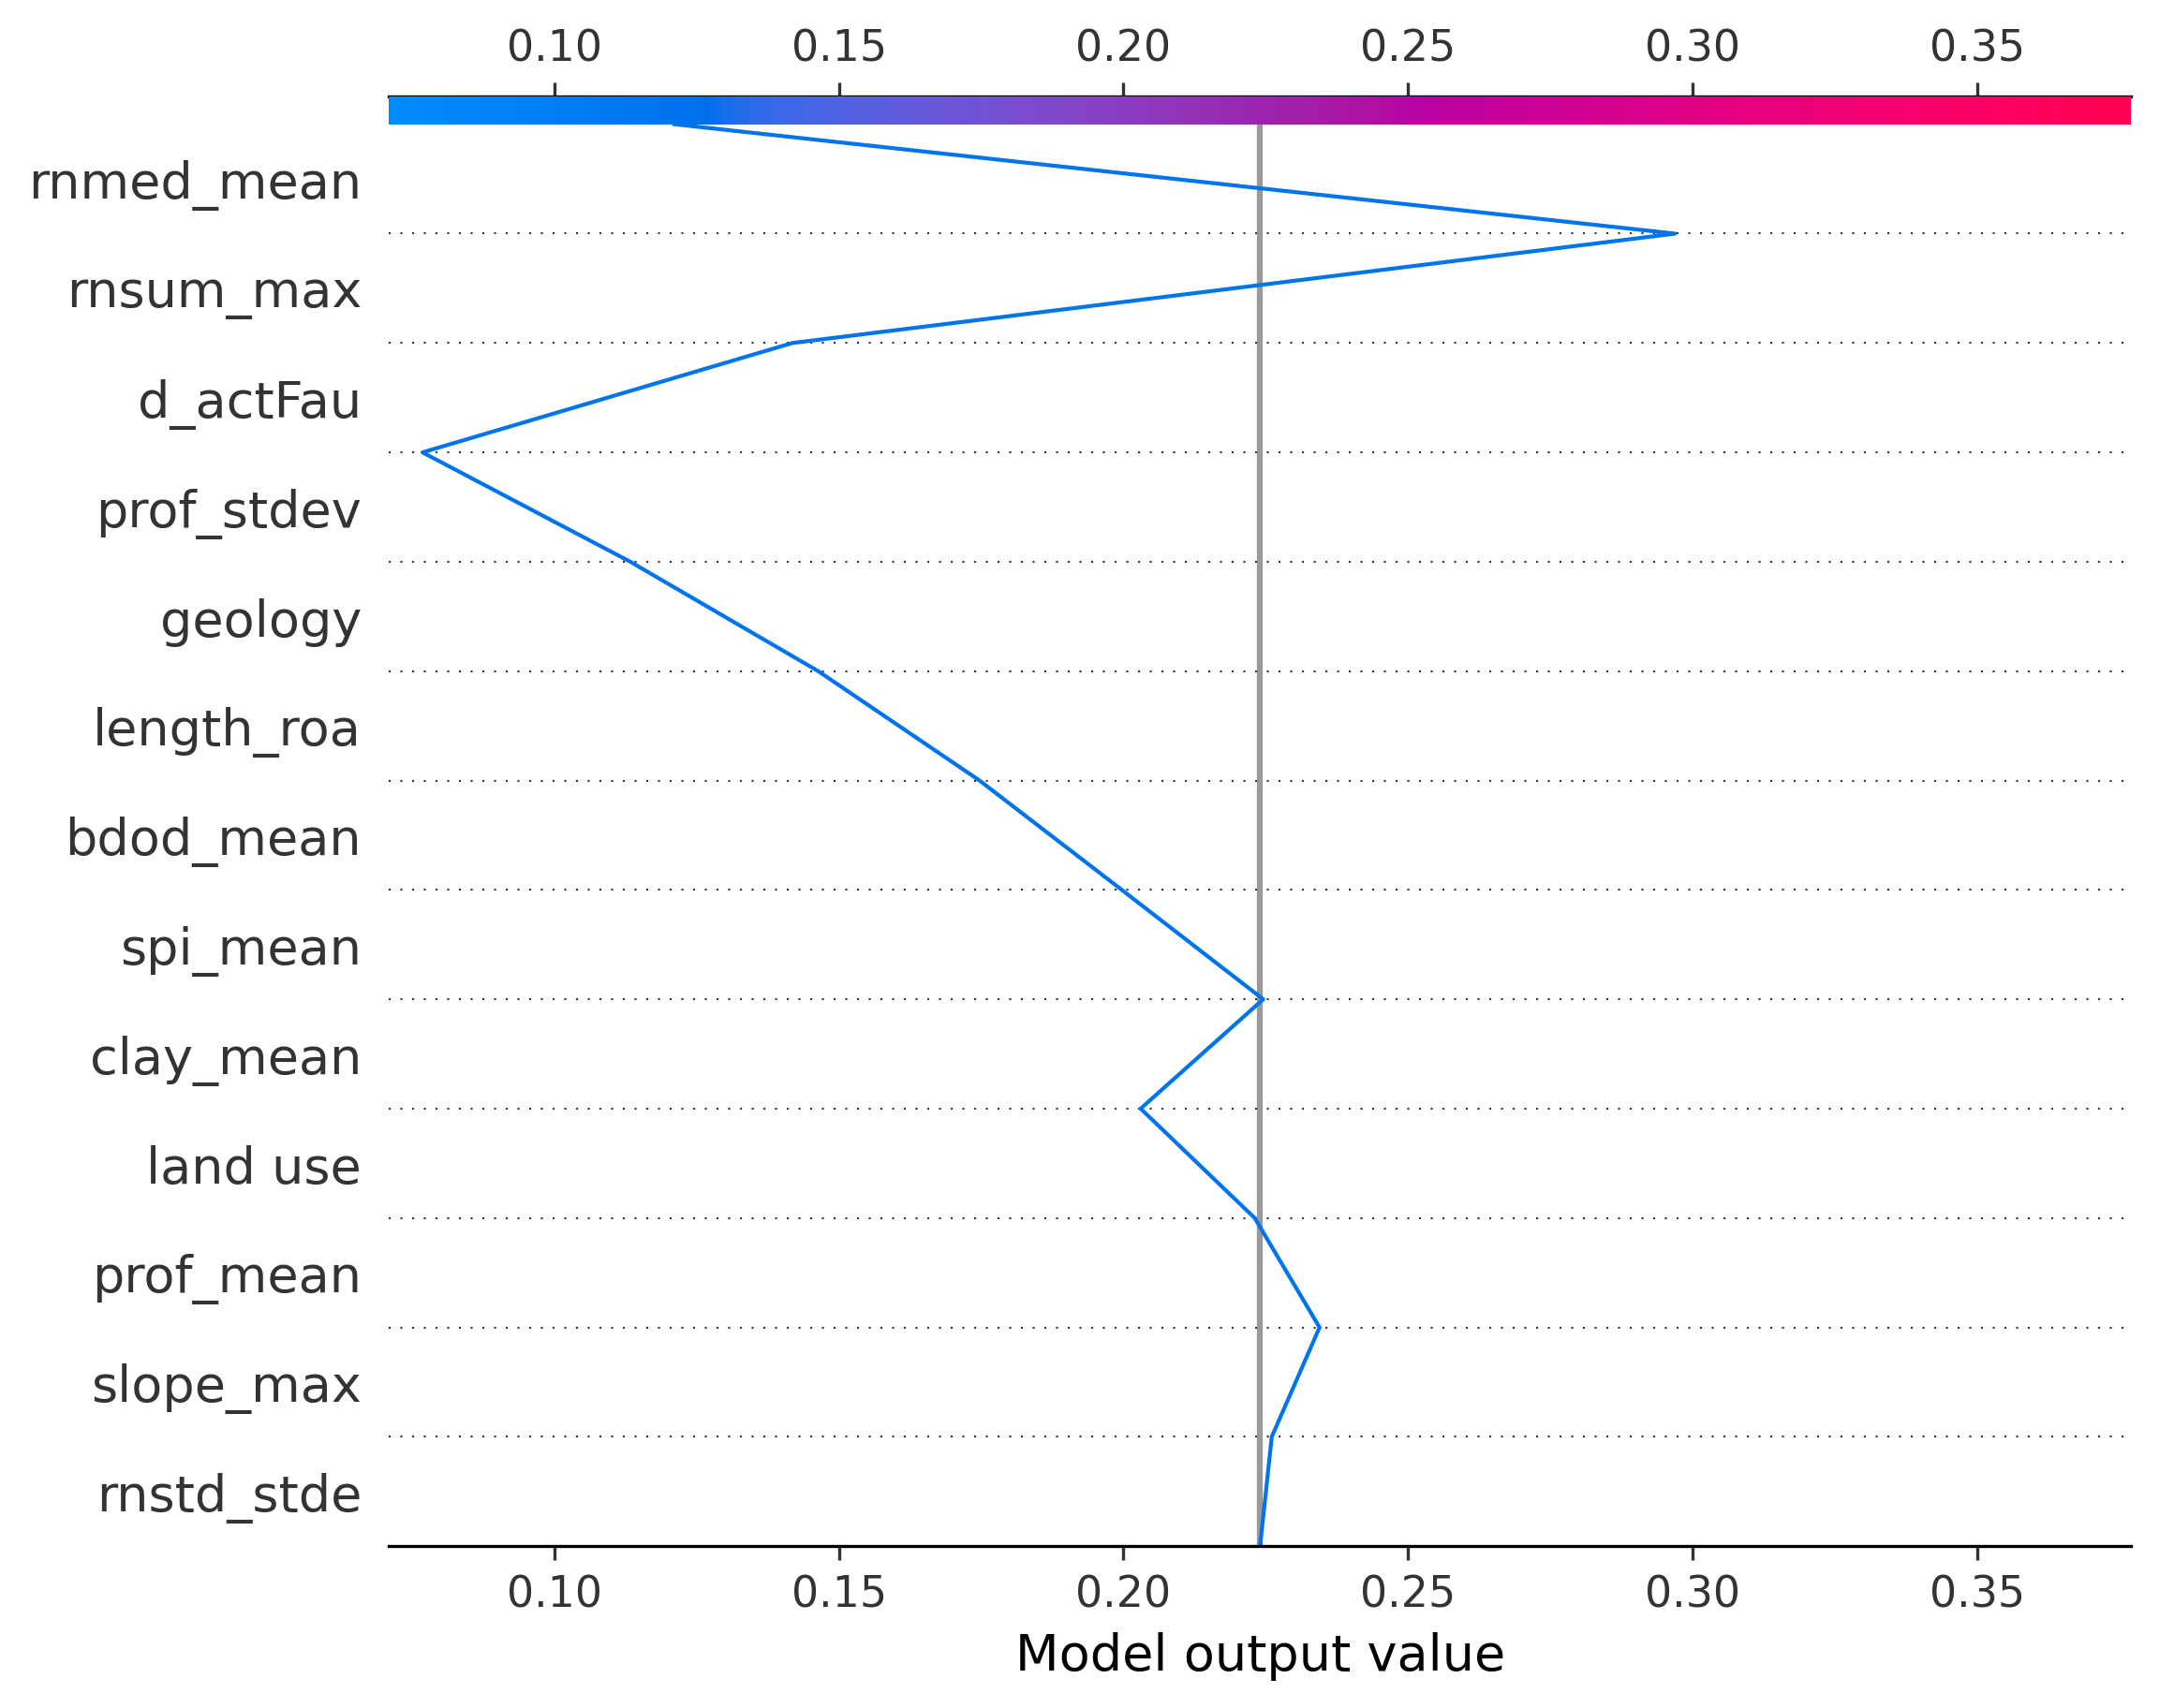 0.10 0.15 0.20 0.25 0.30 0.35
rnmed_mean
rnsum_max
d_actFau
prof_stdev
geology
length_roa
bdod_mean
spi_mean
clay_mean
land use
prof_mean
slope_max
rnstd_stde
0.10 0.15 0.20 0.25 0.30 0.35
Model output value